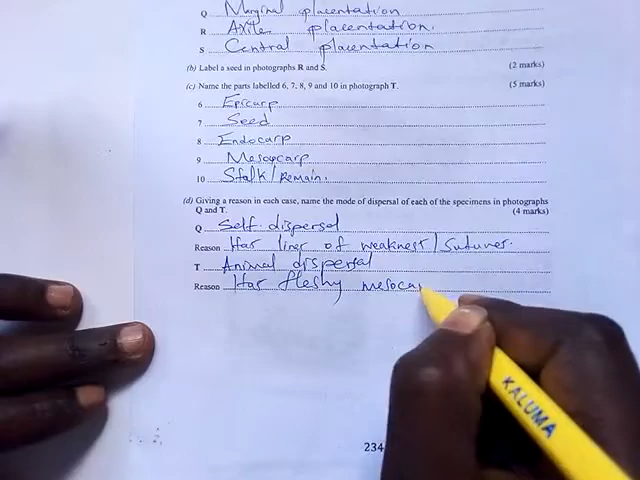 Q Marginal placentation
R Axile placentation.
S Central placentation
(b) Label a seed in photographs R and S. (2 marks)
(c) Name the parts labelled 6, 7, 8, 9 and 10 in photograph T. (5 marks)
6 Epicarp
7 Seed
8 Endocarp
9 Mesocarp
10 Stalk/Remain.
(d) Giving a reason in each case, name the mode of dispersal of each of the specimens in photographs
Q and T. (4 marks)
Q Self dispersal
Reason Has lines of weakness/Sutures.
T Animal dispersal
Reason Has fleshy mesoca
234
KALUMA